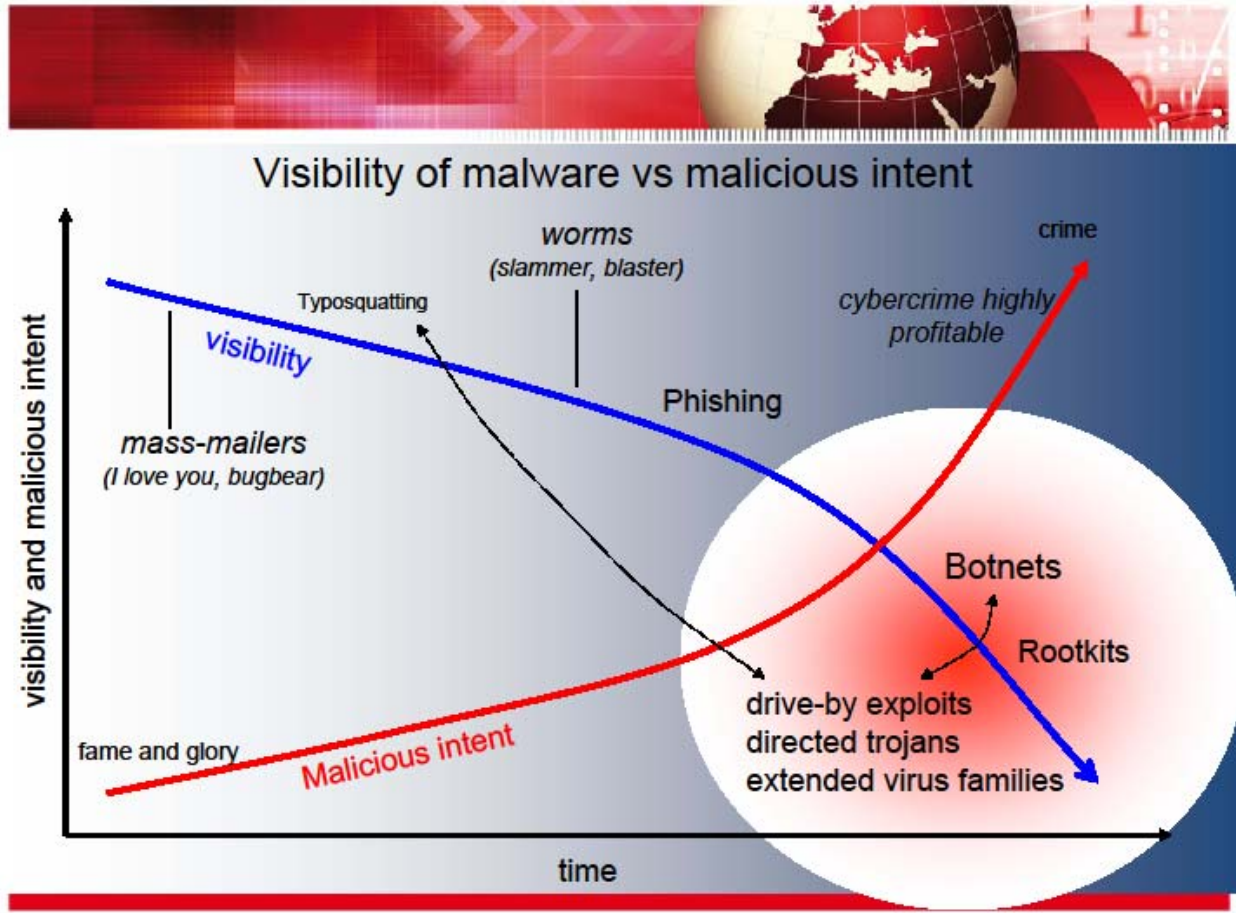 Visibility of malware vs malicious intent
visibility and malicious intent
worms
(slammer, blaster)
crime
Typosquatting
cybercrime highly
profitable
visibility
Phishing
mass-mailers
(I love you, bugbear)
Botnets
Rootkits
drive-by exploits
directed trojans
extended virus families
fame and glory
Malicious intent
time